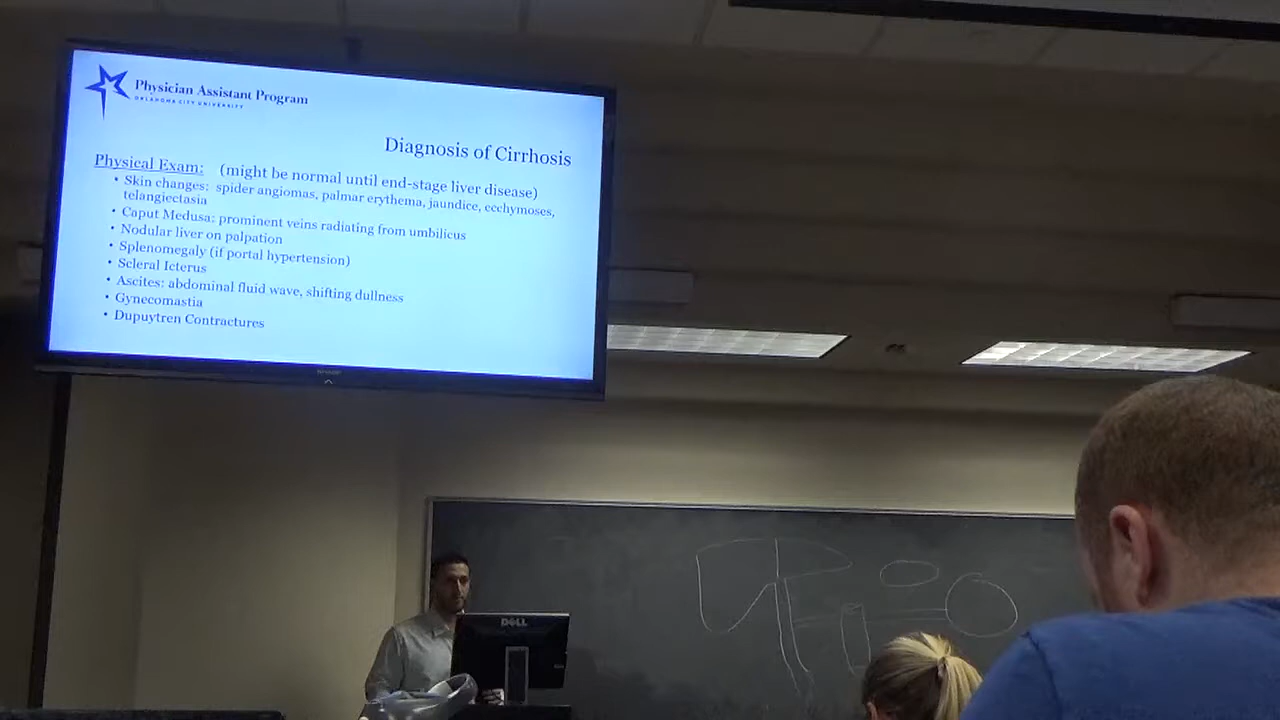 Physician Assistant Program
OKLAHOMA CITY UNIVERSITY
Diagnosis of Cirrhosis
Physical Exam: (might be normal until end-stage liver disease)
• Skin changes: spider angiomas, palmar erythema, jaundice, ecchymoses,
telangiectasia
• Caput Medusa: prominent veins radiating from umbilicus
• Nodular liver on palpation
• Splenomegaly (if portal hypertension)
• Scleral Icterus
• Ascites: abdominal fluid wave, shifting dullness
• Gynecomastia
• Dupuytren Contractures
SHARP
DELL